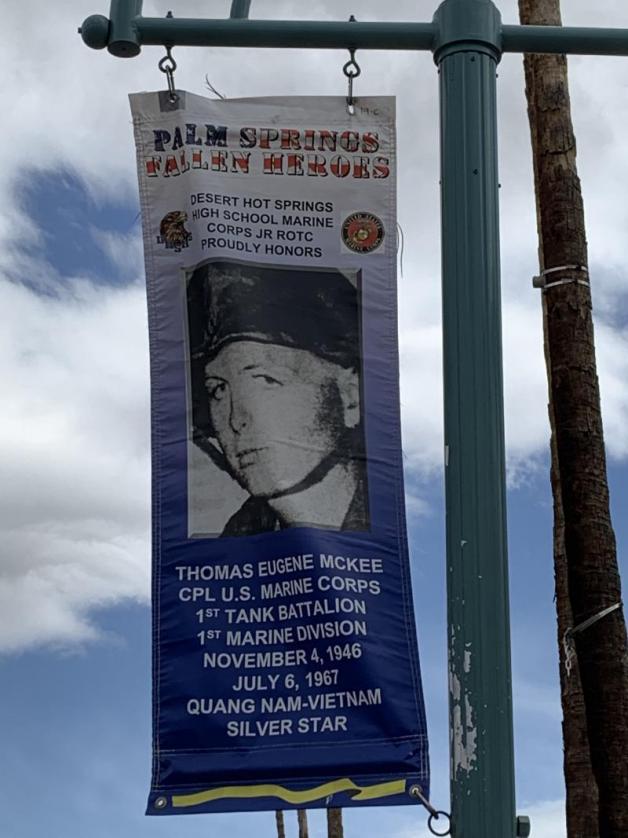 PALM SPRINGS
FALLEN HEROES
DESERT HOT SPRINGS
HIGH SCHOOL MARINE
CORPS JR ROTC
PROUDLY HONORS
THOMAS EUGENE MCKEE
CPL U.S. MARINE CORPS
1ST TANK BATTALION
1ST MARINE DIVISION
NOVEMBER 4, 1946
JULY 6, 1967
QUANG NAM-VIETNAM
SILVER STAR